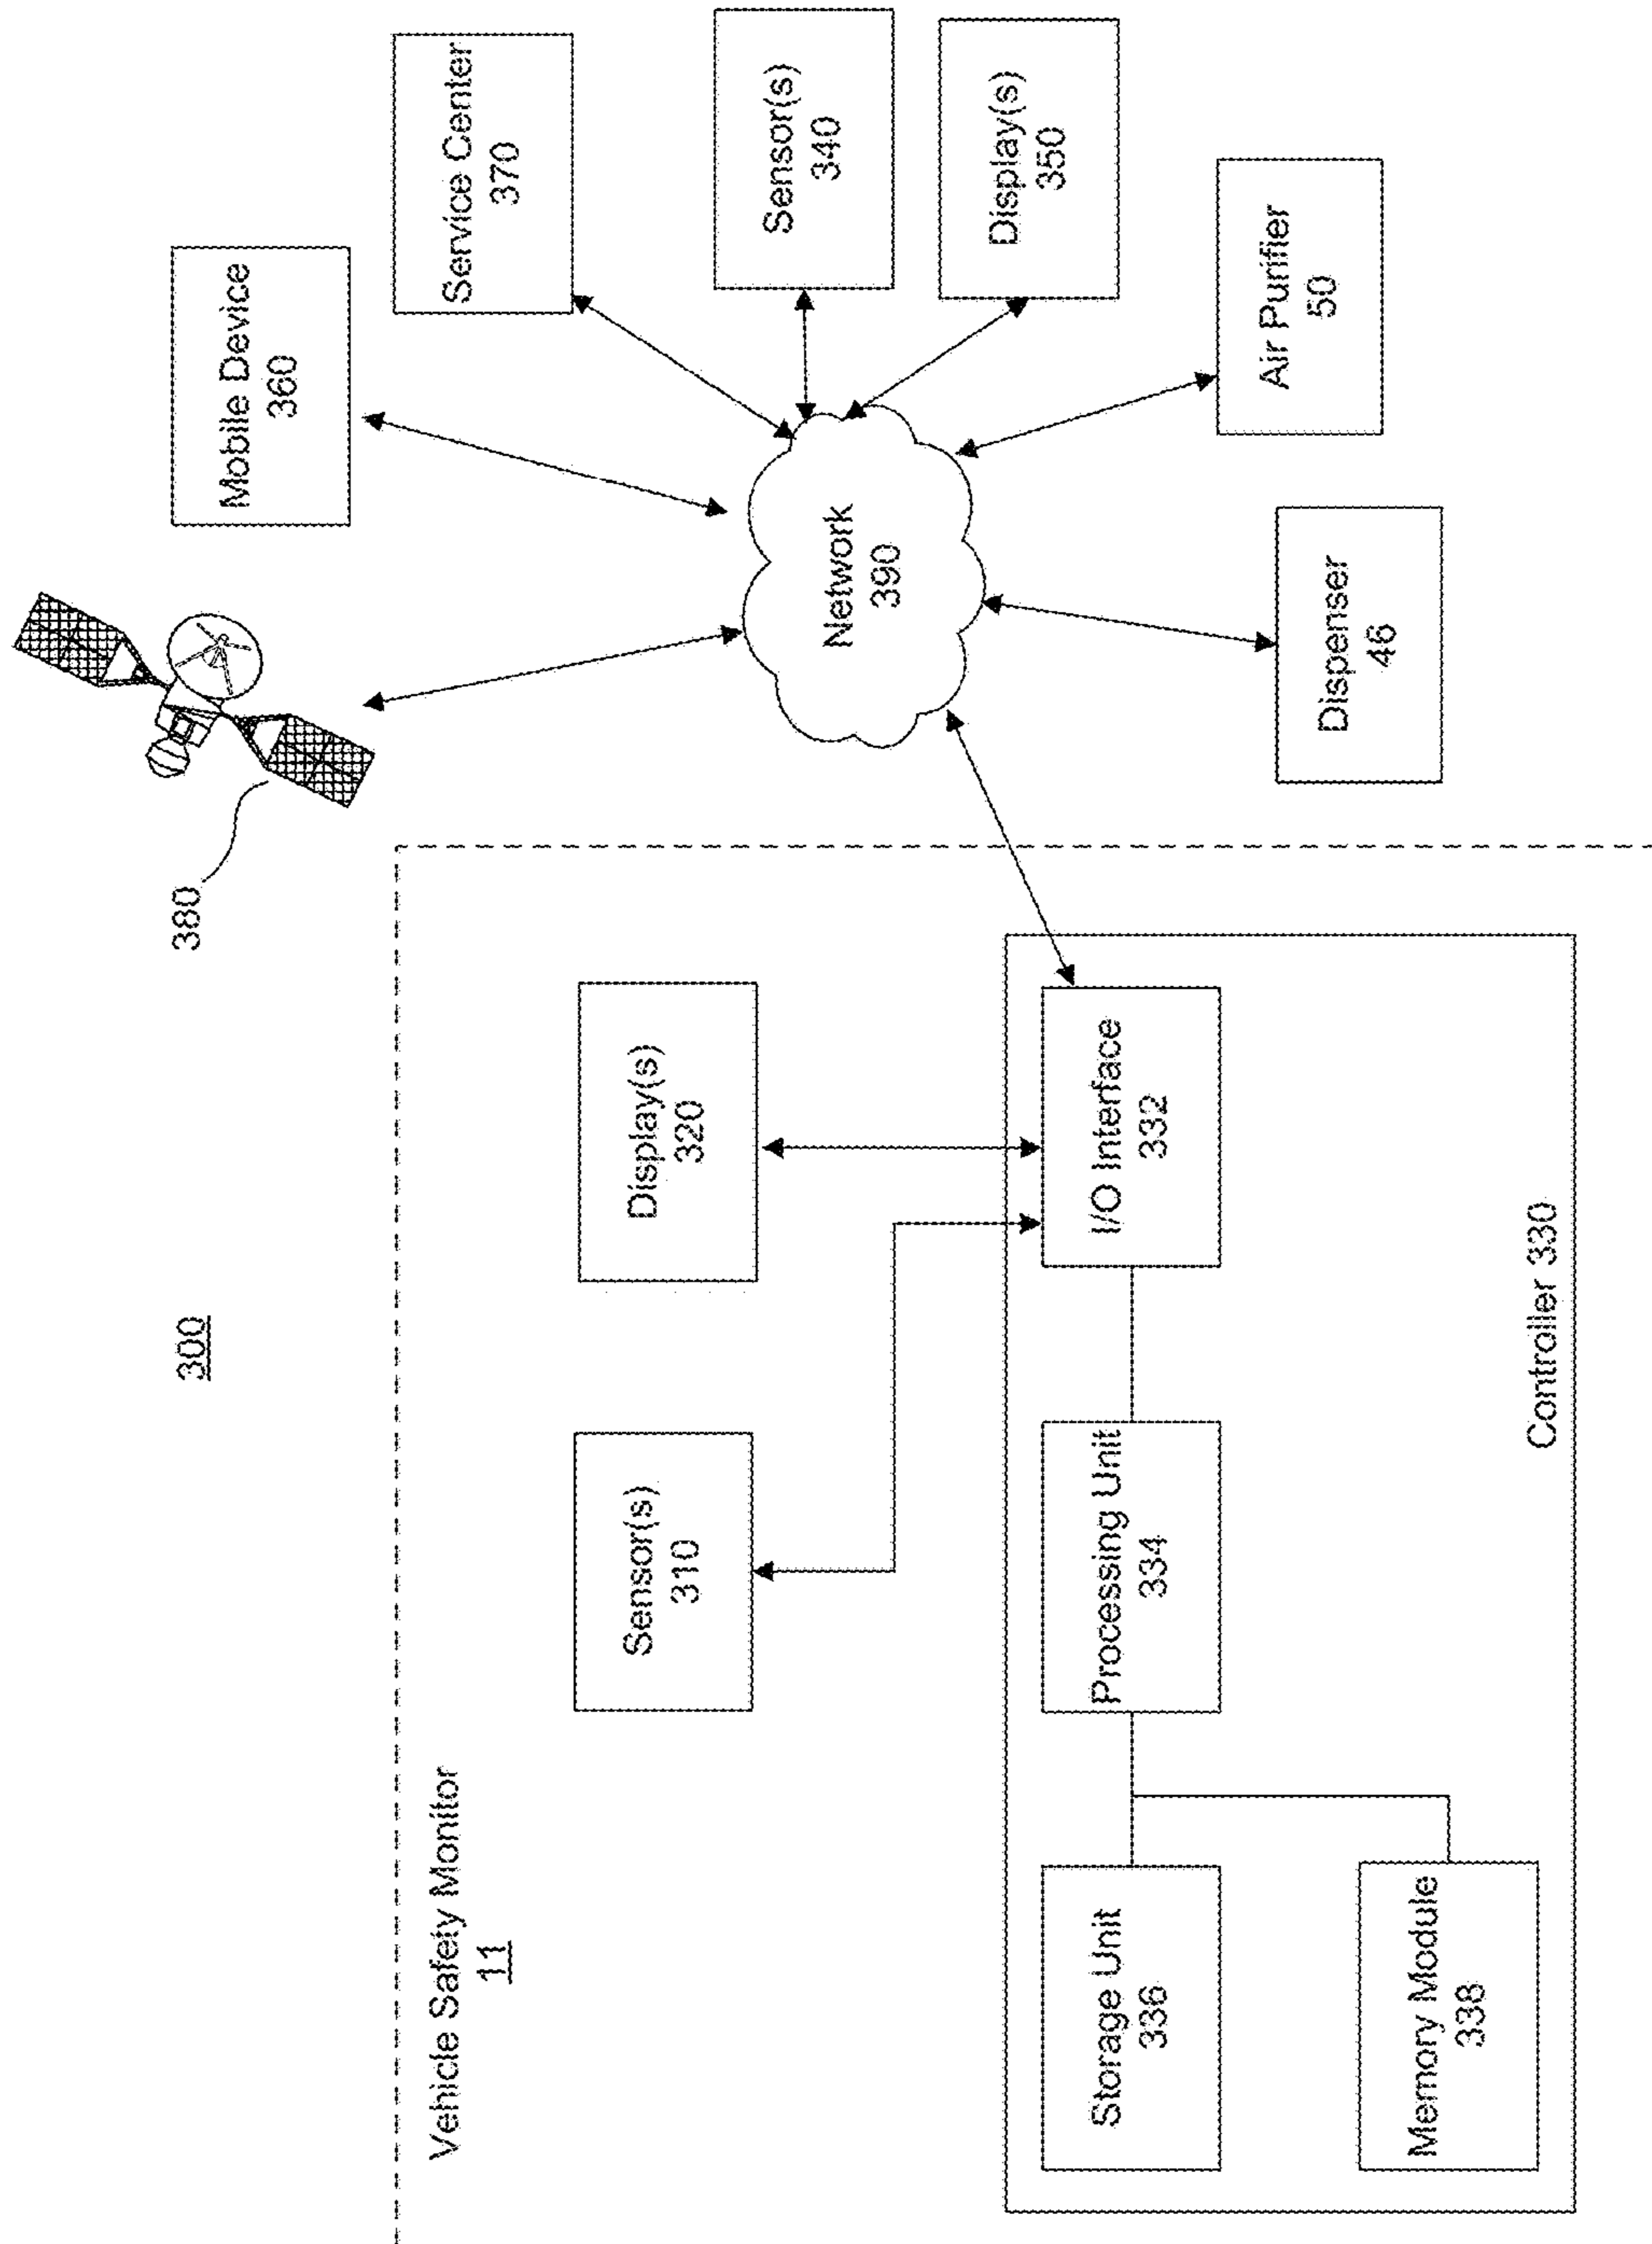 300
380
Mobile Device
360
Service Center
370
Vehicle Safety Monitor
11
Sensor(s)
310
Display(s)
320
Sensor(s)
340
Network
390
Display(s)
350
Storage Unit
336
Processing Unit
334
I/O Interface
332
Air Purifier
50
Dispenser
46
Memory Module
338
Controller 330